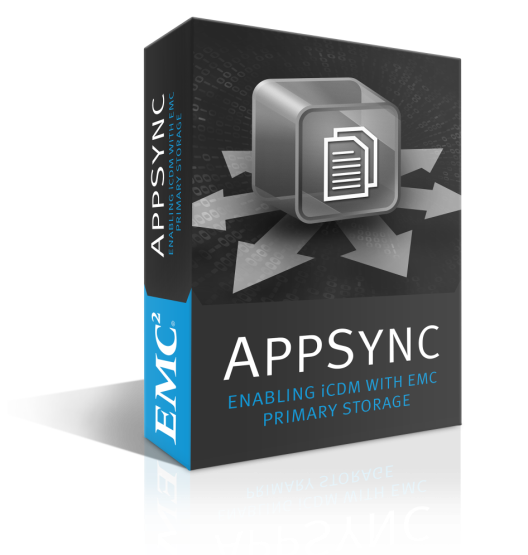 APPSYNC
ENABLING iCDM WITH EMC
PRIMARY STORAGE
EMC²
APPSYNC
ENABLING iCDM WITH EMC
PRIMARY STORAGE